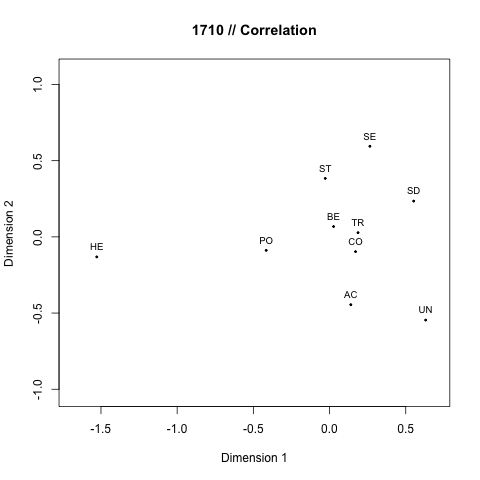 1710 // Correlation
1.0
0.5
0.0
-0.5
-1.0
Dimension 2
SE
ST
SD
BE
TR
PO
CO
HE
AC
UN
-1.5
-1.0
-0.5
0.0
0.5
Dimension 1